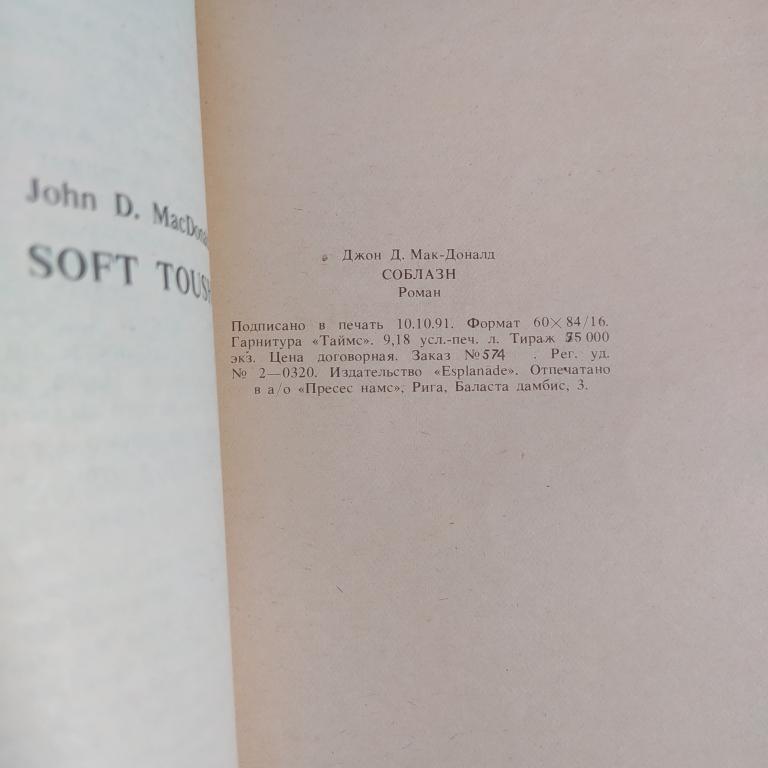 John D. MacDona
SOFT TOUSH
Джон Д. Мак-Доналд
СОБЛАЗН
Роман
Подписано в печать 10.10.91. Формат 60×84/16.
Гарнитура «Таймс». 9,18 усл.-печ. л. Тираж 000
экз. Цена договорная. Заказ №574 . Рег. уд.
№ 2—0320. Издательство «Esplanade». Отпечатано
в а/о «Пресес намс», Рига, Баласта дамбис, 3.